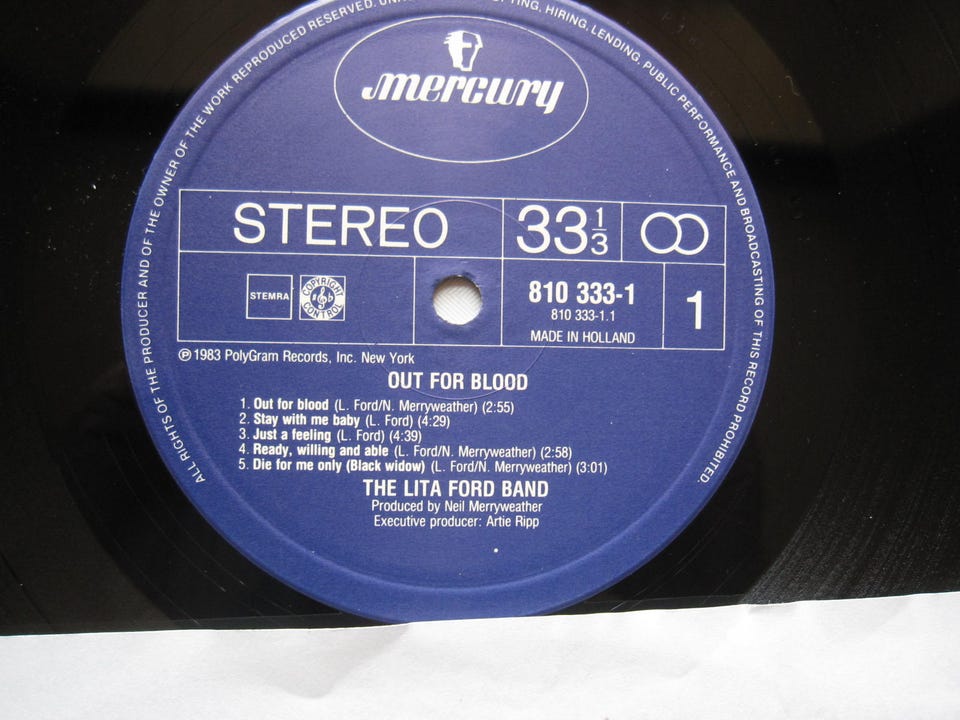 ALL RIGHTS OF THE PRODUCER AND OF THE OWNER OF THE WORK REPRODUCED RESERVED. HIRING, LENDING, PUBLIC PERFORMANCE AND BROADCASTING OF THIS RECORD PROHIBITED.
mercury
STEREO
33 1/3
STEMRA
COPYRIGHT CONTROL
810 333-1
810 333-1.1
MADE IN HOLLAND
1
℗ 1983 PolyGram Records, Inc. New York
OUT FOR BLOOD
1. Out for blood (L. Ford/N. Merryweather) (2:55)
2. Stay with me baby (L. Ford) (4:29)
3. Just a feeling (L. Ford) (4:39)
4. Ready, willing and able (L. Ford/N. Merryweather) (2:58)
5. Die for me only (Black widow) (L. Ford/N. Merryweather) (3:01)
THE LITA FORD BAND
Produced by Neil Merryweather
Executive producer: Artie Ripp